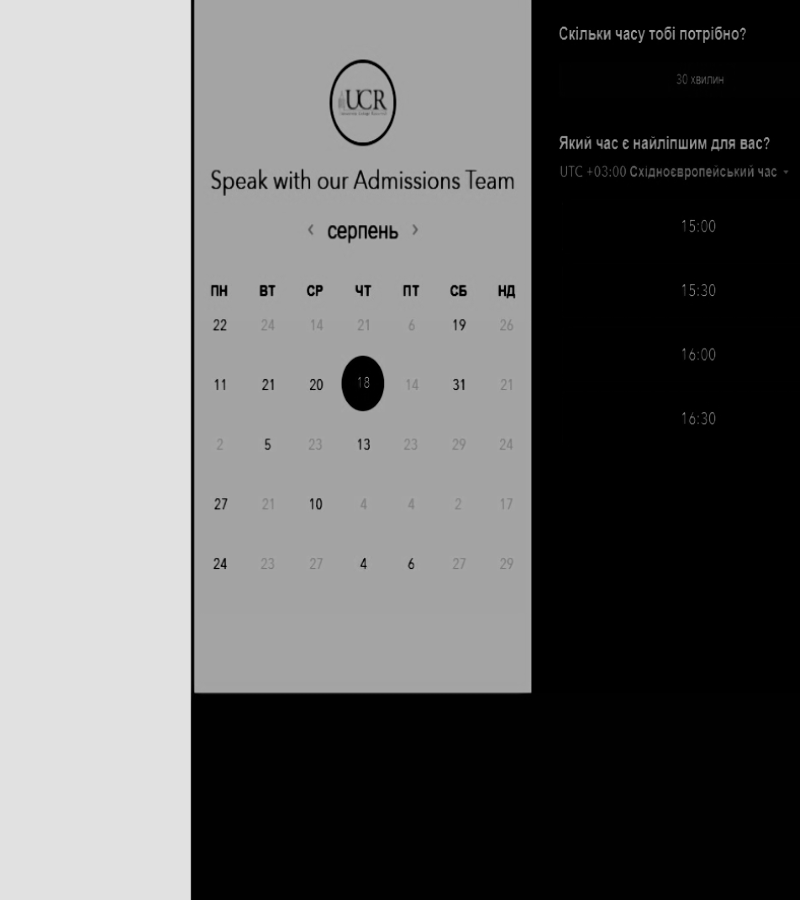 UCR
Speak with our Admissions Team
‹ серпень ›
ПН ВТ СР ЧТ ПТ СБ НД
22 24 14 21 6 19 26
11 21 20 18 14 31 21
2 5 23 13 23 29 24
27 21 10 4 4 2 17
24 23 27 4 6 27 29
Скільки часу тобі потрібно?
30 хвилин
Який час є найліпшим для вас?
UTC +03:00 Східноєвропейський час
15:00
15:30
16:00
16:30